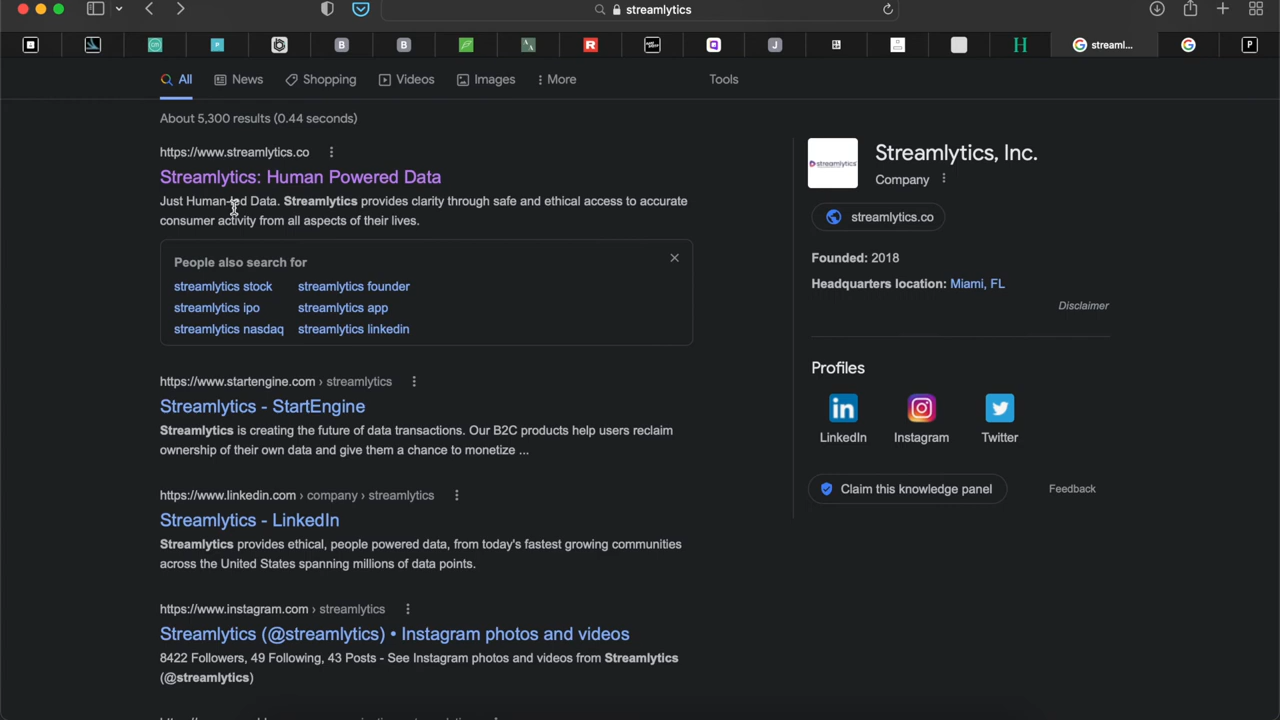 streamlytics
streaml...
All
News
Shopping
Videos
Images
More
Tools
About 5,300 results (0.44 seconds)
https://www.streamlytics.co
Streamlytics: Human Powered Data
Just Human-led Data. Streamlytics provides clarity through safe and ethical access to accurate
consumer activity from all aspects of their lives.
People also search for
streamlytics stock
streamlytics founder
streamlytics ipo
streamlytics app
streamlytics nasdaq
streamlytics linkedin
https://www.startengine.com › streamlytics
Streamlytics - StartEngine
Streamlytics is creating the future of data transactions. Our B2C products help users reclaim
ownership of their own data and give them a chance to monetize ...
https://www.linkedin.com › company › streamlytics
Streamlytics - LinkedIn
Streamlytics provides ethical, people powered data, from today's fastest growing communities
across the United States spanning millions of data points.
https://www.instagram.com › streamlytics
Streamlytics (@streamlytics) • Instagram photos and videos
8422 Followers, 49 Following, 43 Posts - See Instagram photos and videos from Streamlytics
(@streamlytics)
streamlytics
Streamlytics, Inc.
Company
streamlytics.co
Founded: 2018
Headquarters location: Miami, FL
Disclaimer
Profiles
LinkedIn
Instagram
Twitter
Claim this knowledge panel
Feedback